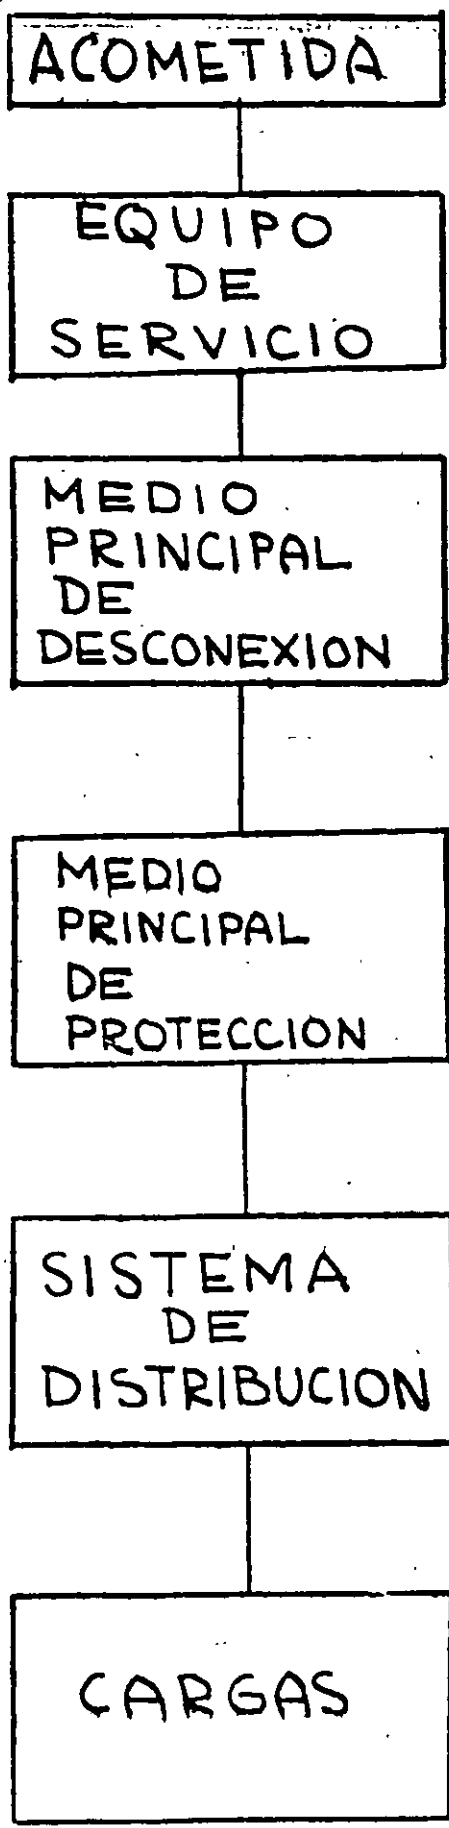 ACOMETIDA
EQUIPO
DE
SERVICIO
MEDIO
PRINCIPAL
DE
DESCONEXION
MEDIO
PRINCIPAL
DE
PROTECCION
SISTEMA
DE
DISTRIBUCION
CARGAS